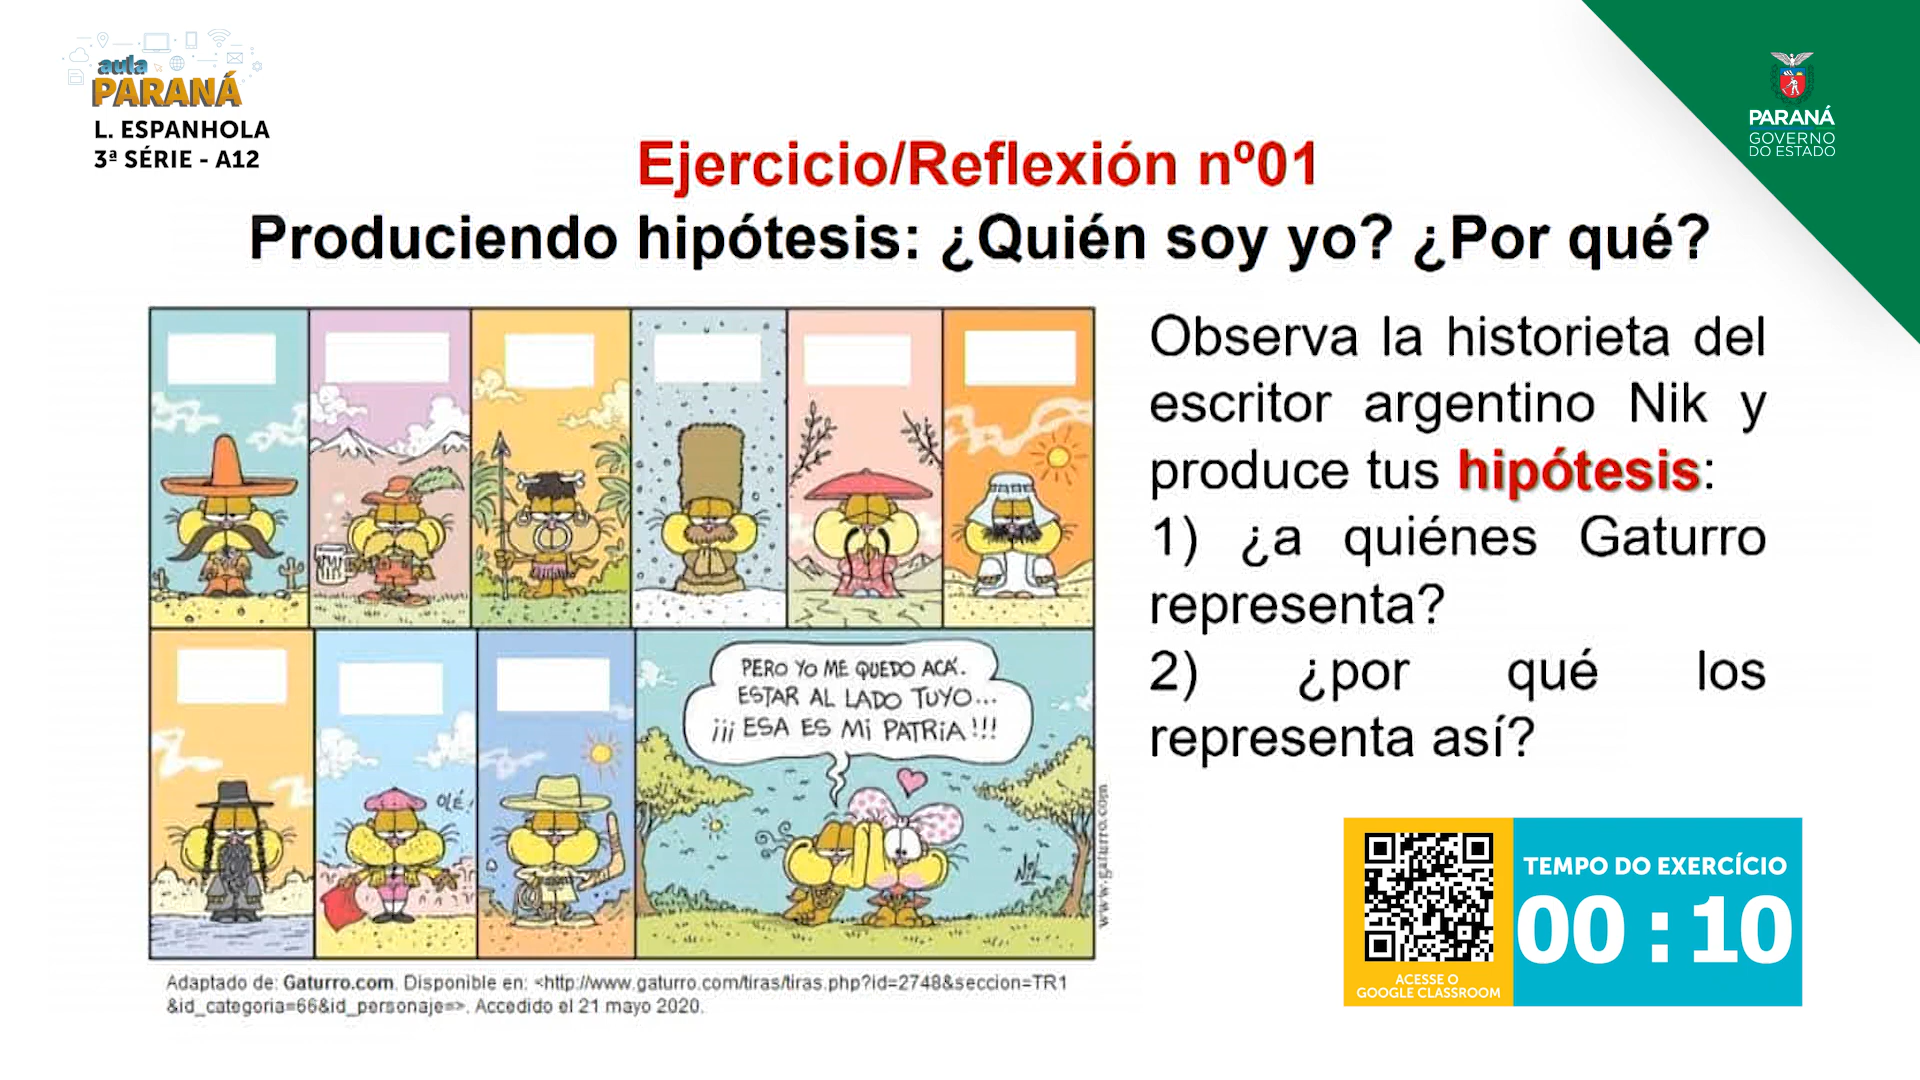 aula
PARANÁ
L. ESPANHOLA
3ª SÉRIE - A12
PARANÁ
GOVERNO
DO ESTADO
Ejercicio/Reflexión nº01
Produciendo hipótesis: ¿Quién soy yo? ¿Por qué?
OLÉ!
PERO YO ME QUEDO ACÁ.
ESTAR AL LADO TUYO...
¡¡¡ ESA ES MI PATRIA !!!
NiK
www.gaturro.com
Adaptado de: Gaturro.com. Disponible en: <http://www.gaturro.com/tiras/tiras.php?id=2748&seccion=TR1
&id_categoria=66&id_personaje=>. Accedido el 21 mayo 2020.
Observa la historieta del
escritor argentino Nik y
produce tus hipótesis:
1) ¿a quiénes Gaturro
representa?
2) ¿por qué los
representa así?
ACESSE O
GOOGLE CLASSROOM
TEMPO DO EXERCÍCIO
00 : 10